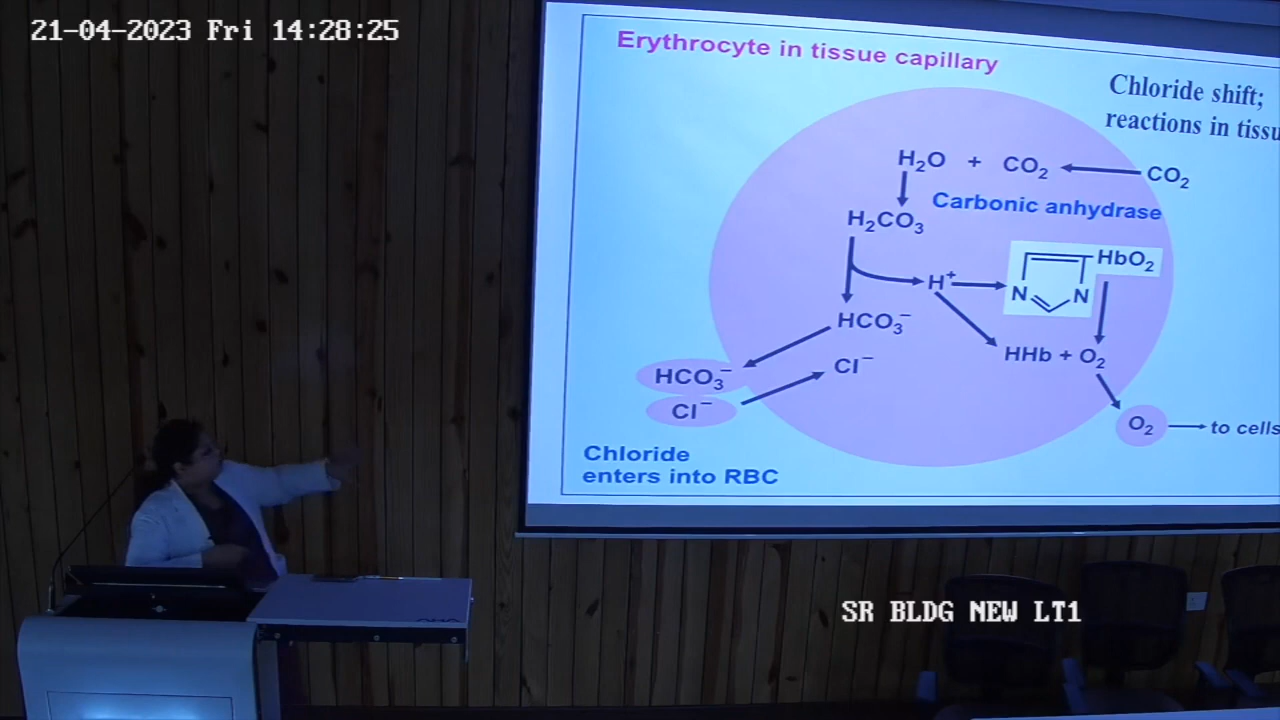 21-04-2023 Fri 14:28:25
Erythrocyte in tissue capillary
Chloride shift;
reactions in
H₂O + CO₂
CO₂
Carbonic anhydrase
H₂CO₃
HbO₂
H⁺
N N
HCO₃⁻
HHb + O₂
Cl⁻
HCO₃⁻
Cl⁻
O₂
to cells
Chloride
enters into RBC
SR BLDG NEW LT1